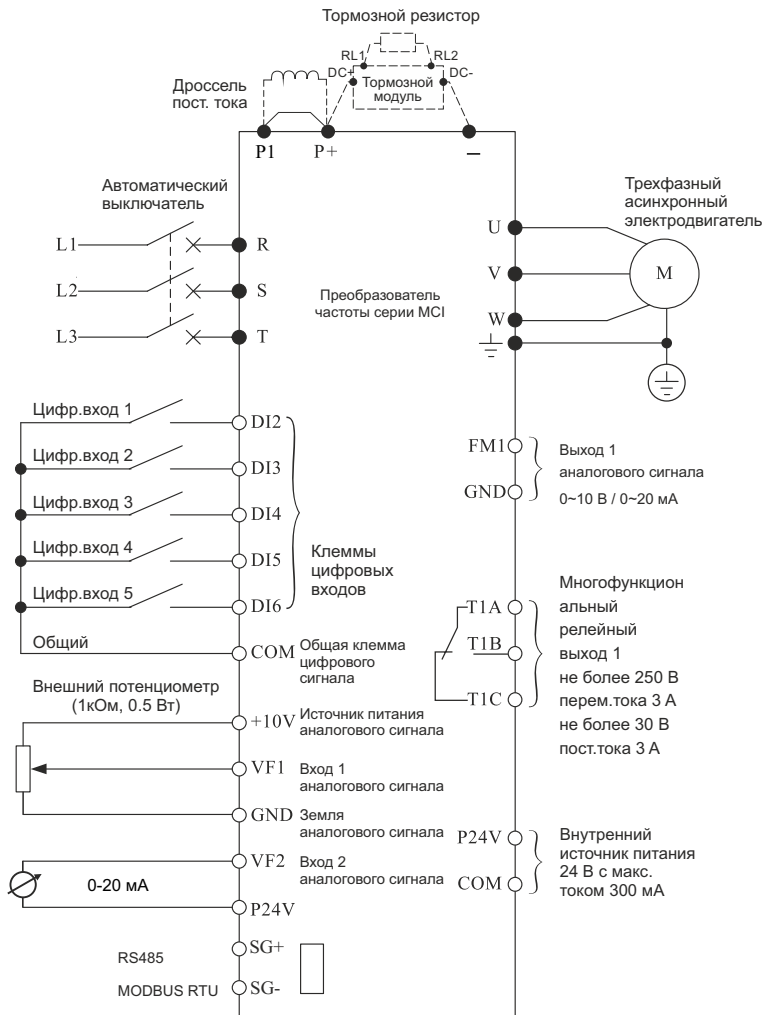 Тормозной резистор
RL1
RL2
DC+
DC-
Тормозной
модуль
Дроссель
пост. тока
P1
P+
–
Автоматический
выключатель
L1
R
L2
S
L3
T
Преобразователь
частоты серии MCI
Трехфазный
асинхронный
электродвигатель
U
V
W
M
Цифр.вход 1
DI2
Цифр.вход 2
DI3
Цифр.вход 3
DI4
Цифр.вход 4
DI5
Цифр.вход 5
DI6
Клеммы
цифровых
входов
Общий
COM
Общая клемма
цифрового
сигнала
Внешний потенциометр
(1кОм, 0.5 Вт)
+10V
Источник питания
аналогового сигнала
VF1
Вход 1
аналогового сигнала
GND
Земля
аналогового сигнала
VF2
Вход 2
аналогового сигнала
0-20 мА
P24V
RS485
SG+
MODBUS RTU
SG-
FM1
GND
Выход 1
аналогового сигнала
0~10 В / 0~20 мА
T1A
T1B
T1C
Многофункцион
альный
релейный
выход 1
не более 250 В
перем.тока 3 А
не более 30 В
пост.тока 3 А
P24V
COM
Внутренний
источник питания
24 В с макс.
током 300 мА